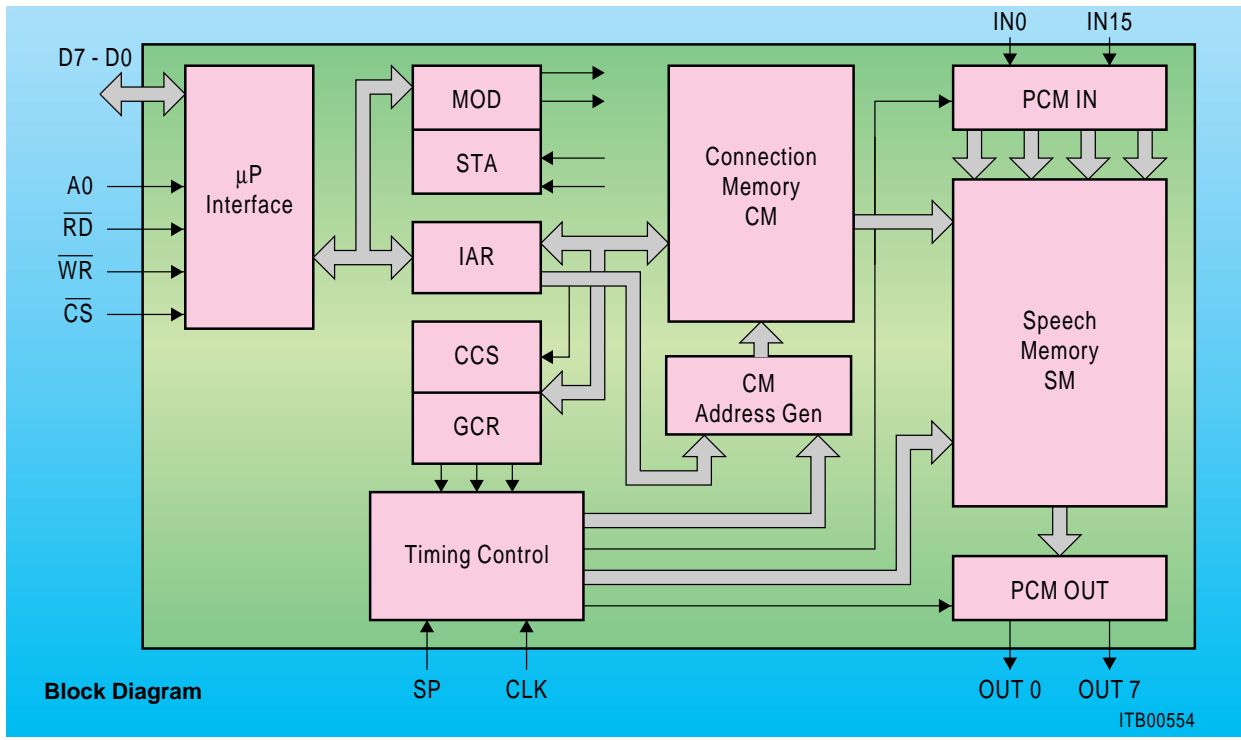 IN0 IN15
D7 - D0
MOD
PCM IN
STA
Connection
Memory
CM
A0
μP
Interface
RD
WR
CS
IAR
CCS
GCR
CM
Address Gen
Speech
Memory
SM
Timing Control
PCM OUT
Block Diagram
SP CLK
OUT 0 OUT 7
ITB00554